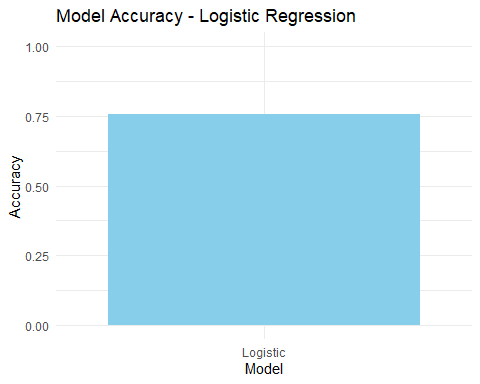 Model Accuracy - Logistic Regression
1.00
0.75
0.50
0.25
0.00
Accuracy
Logistic
Model